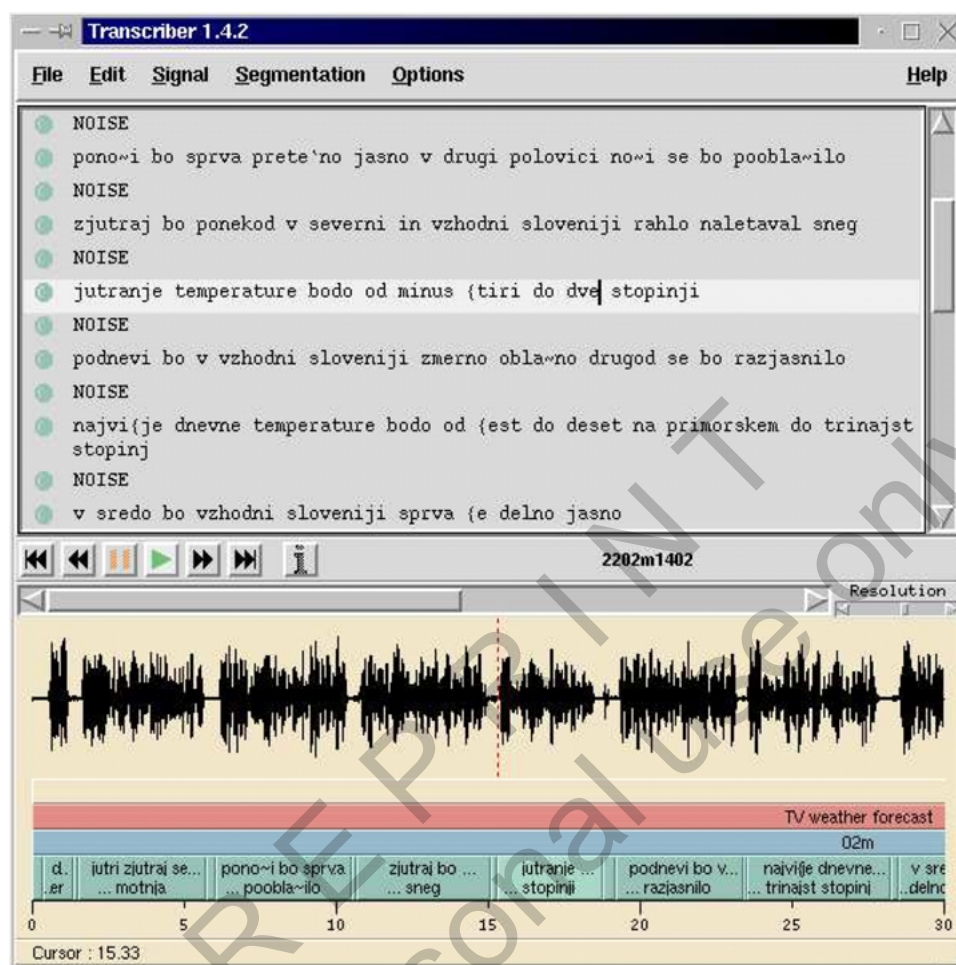 Transcriber 1.4.2
File Edit Signal Segmentation Options Help
NOISE
pono~i bo sprva prete`no jasno v drugi polovici no~i se bo poobla~ilo
NOISE
zjutraj bo ponekod v severni in vzhodni sloveniji rahlo naletaval sneg
NOISE
jutranje temperature bodo od minus {tiri do dve stopinji
NOISE
podnevi bo v vzhodni sloveniji zmerno obla~no drugod se bo razjasnilo
NOISE
najvi{je dnevne temperature bodo od {est do deset na primorskem do trinajst
stopinj
NOISE
v sredo bo vzhodni sloveniji sprva {e delno jasno
i 2202m1402
Resolution
TV weather forecast
02m
d. jutri zjutraj se... pono~i bo sprva zjutraj bo ... jutranje ... podnevi bo v... najvi{je dnevne... v sre
..er ... motnja ... poobla~ilo ... sneg ... stopinji ... razjasnilo ... trinajst stopinj ..delno
0 5 10 15 20 25 30
Cursor : 15.33
REPRINT
sonal use only